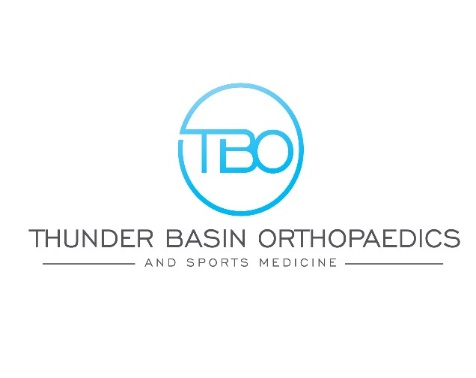 TBO
THUNDER BASIN ORTHOPAEDICS
AND SPORTS MEDICINE